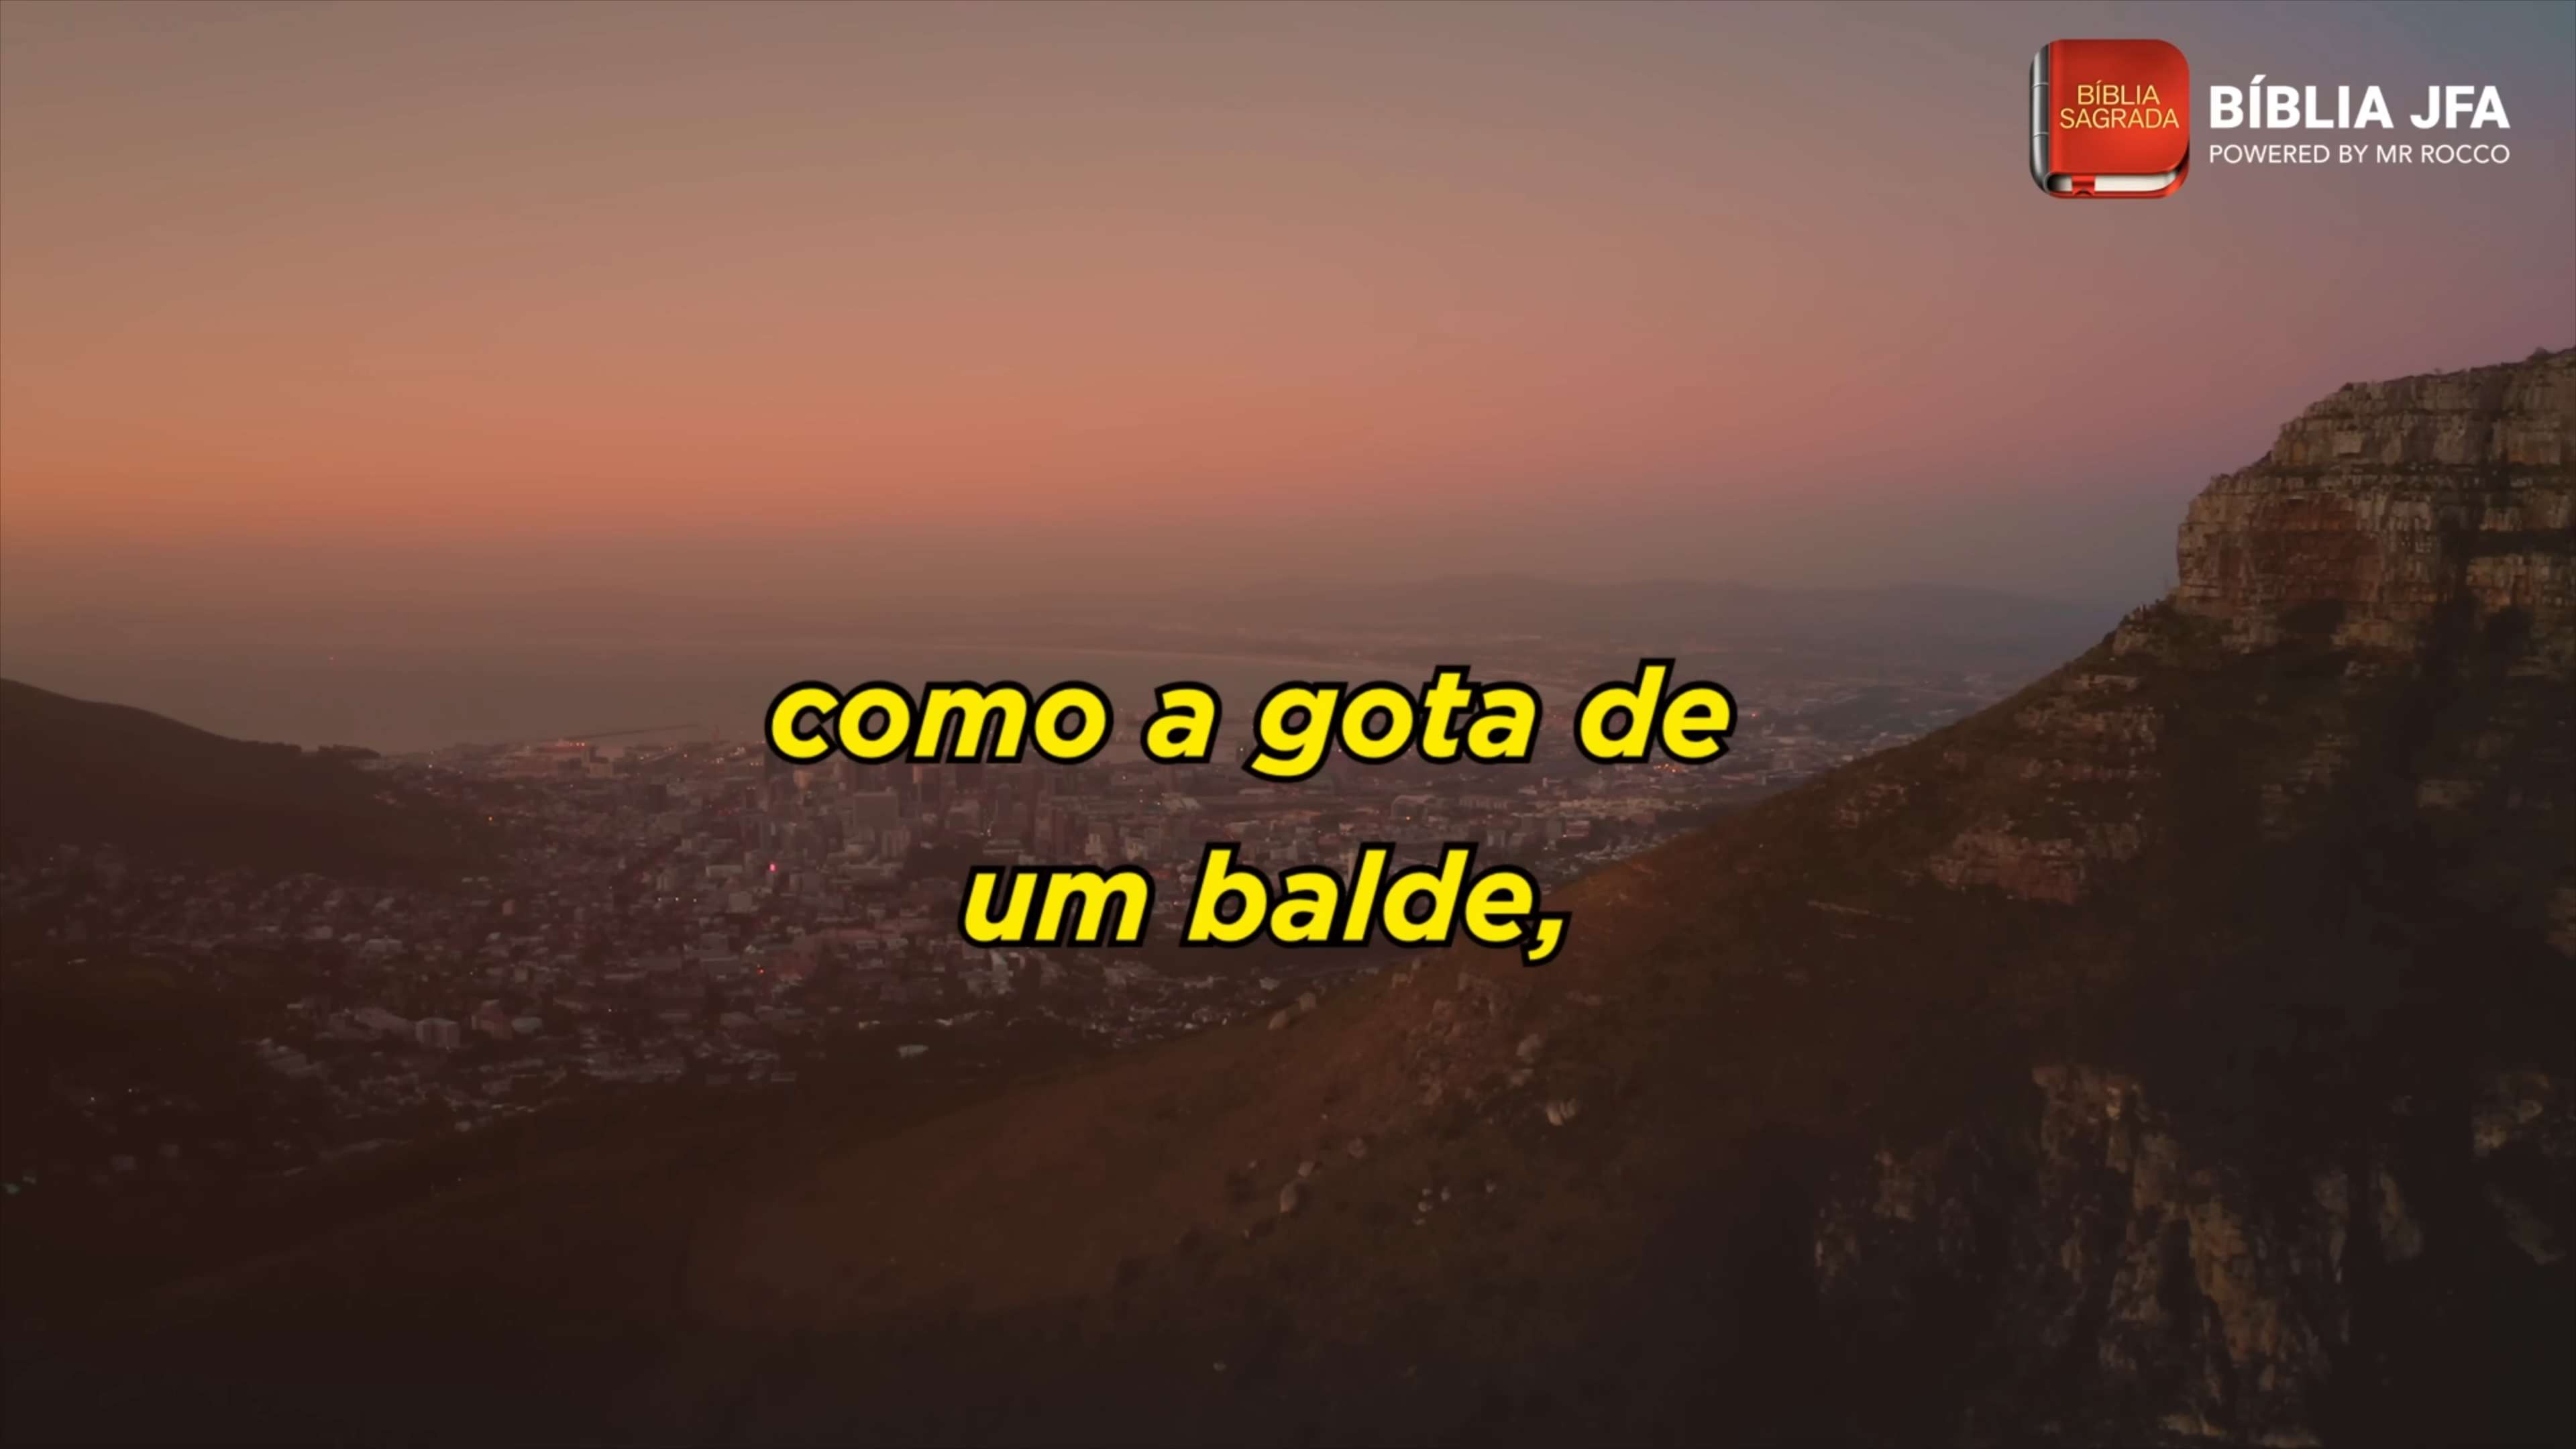 BÍBLIA
SAGRADA
BÍBLIA JFA
POWERED BY MR ROCCO
como a gota de
um balde,